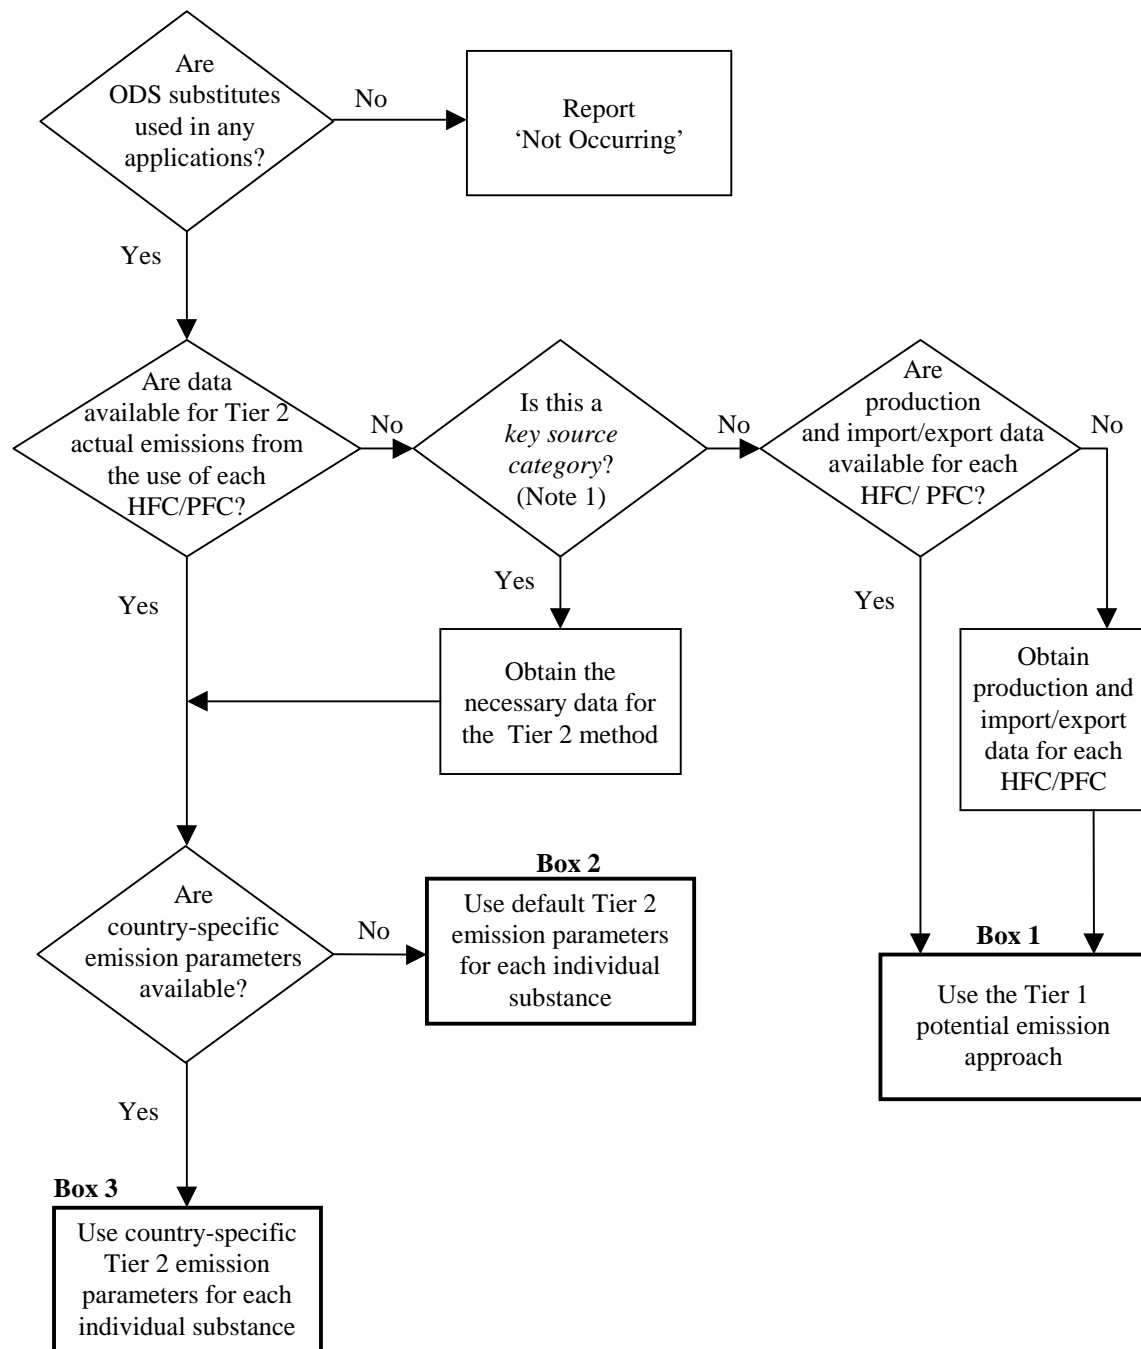 Are
ODS substitutes
used in any
applications?
No
Report
‘Not Occurring’
Yes
Are data
available for Tier 2
actual emissions from
the use of each
HFC/PFC?
No
Is this a
key source
category?
(Note 1)
No
Are
production
and import/export data
available for each
HFC/ PFC?
No
Yes
Yes
Yes
Obtain the
necessary data for
the Tier 2 method
Obtain
production and
import/export
data for each
HFC/PFC
Are
country-specific
emission parameters
available?
No
Box 2
Use default Tier 2
emission parameters
for each individual
substance
Box 1
Use the Tier 1
potential emission
approach
Yes
Box 3
Use country-specific
Tier 2 emission
parameters for each
individual substance